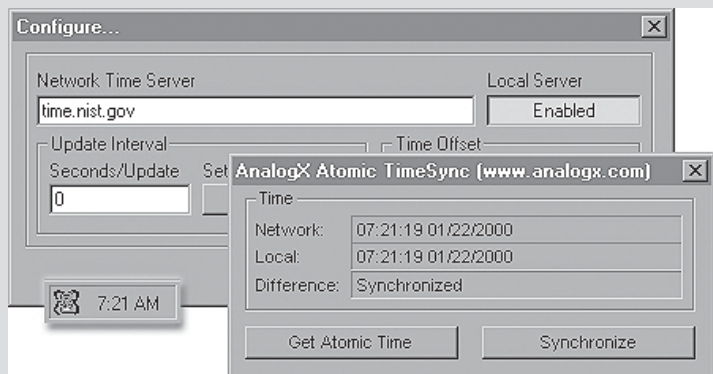 Configure...
Network Time Server
Local Server
time.nist.gov
Enabled
Update Interval
Time Offset
Seconds/Update
Set
0
AnalogX Atomic TimeSync (www.analogx.com)
Time
Network: 07:21:19 01/22/2000
Local: 07:21:19 01/22/2000
Difference: Synchronized
Get Atomic Time
Synchronize
7:21 AM